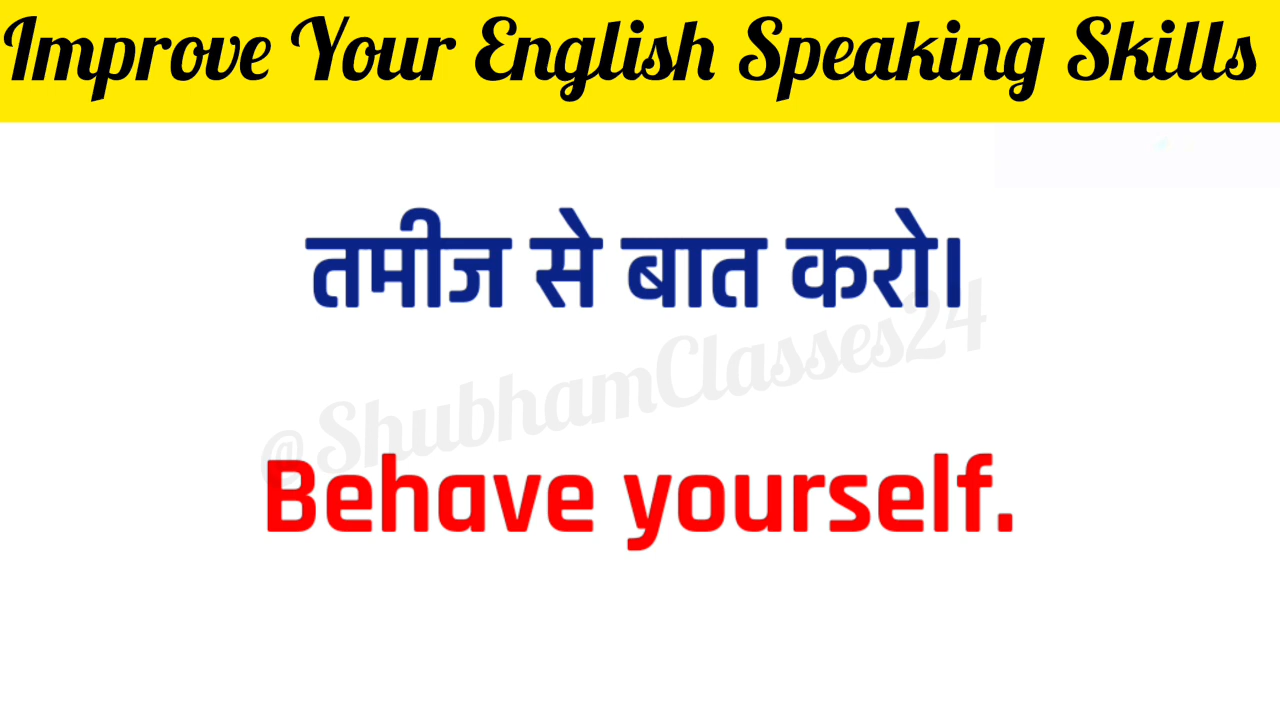 Improve Your English Speaking Skills
तमीज से बात करो।
@ShubhamClasses24
Behave yourself.